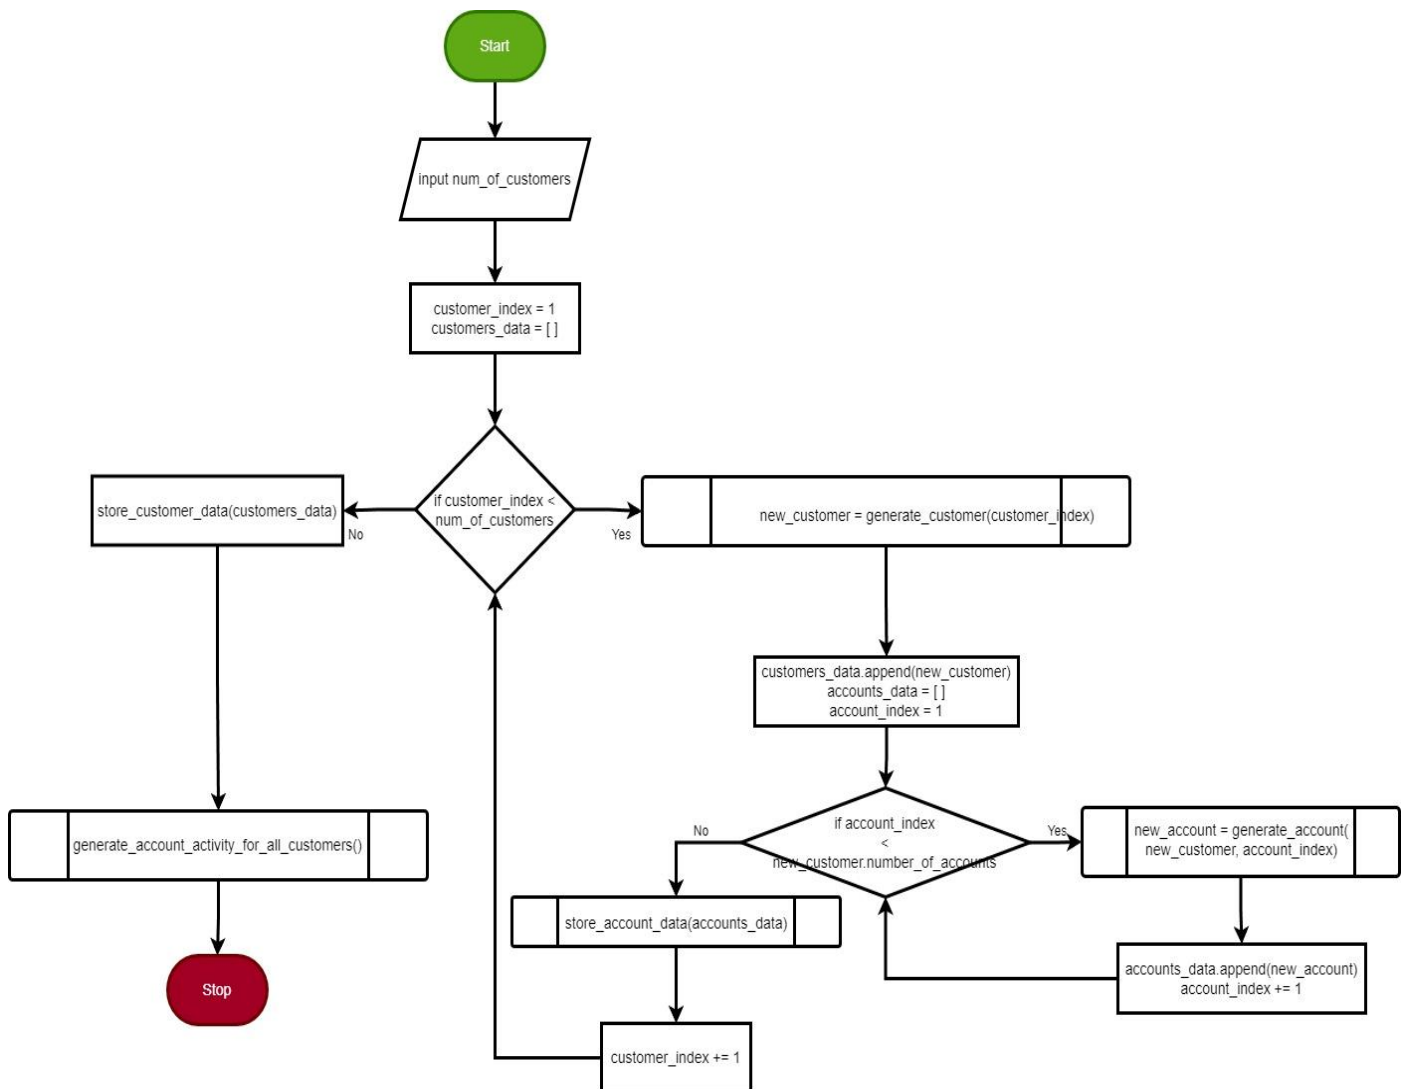 Start
input num_of_customers
customer_index = 1
customers_data = [ ]
if customer_index <
num_of_customers
No
Yes
store_customer_data(customers_data)
new_customer = generate_customer(customer_index)
customers_data.append(new_customer)
accounts_data = [ ]
account_index = 1
if account_index
<
new_customer.number_of_accounts
No
Yes
new_account = generate_account(
new_customer, account_index)
generate_account_activity_for_all_customers()
store_account_data(accounts_data)
accounts_data.append(new_account)
account_index += 1
Stop
customer_index += 1